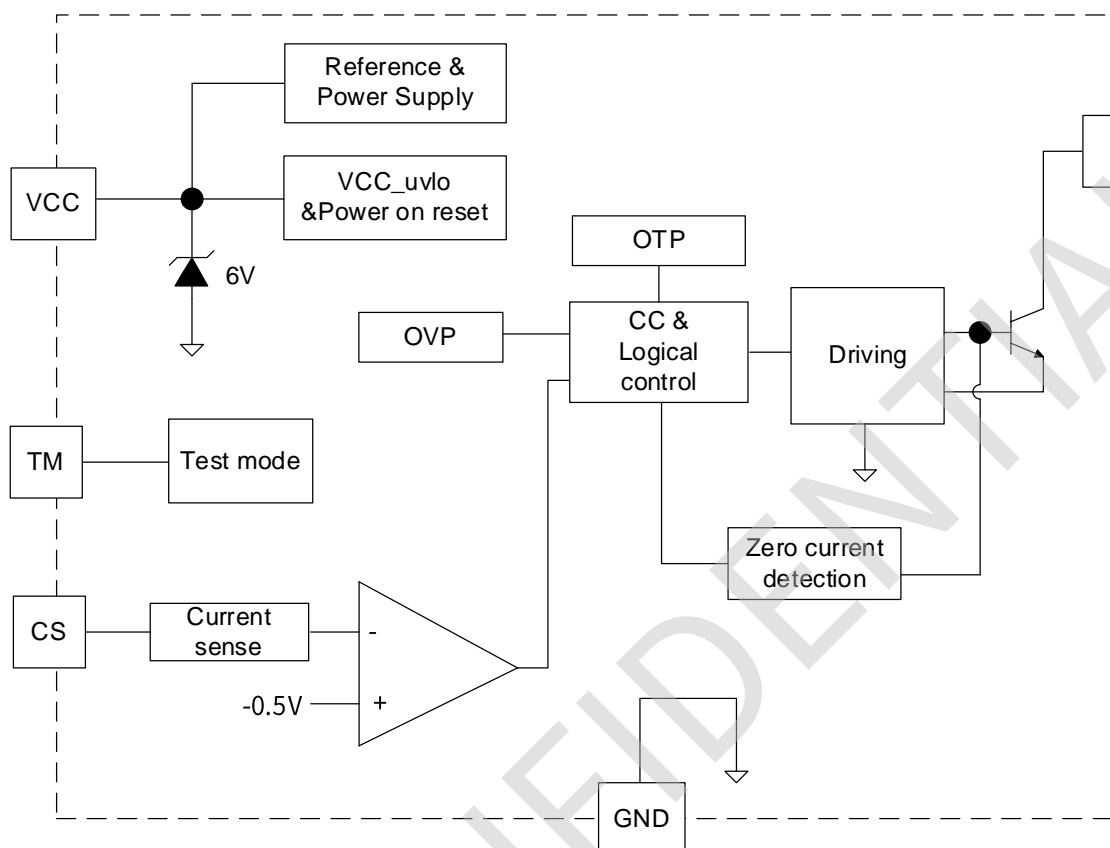 Reference &
Power Supply
VCC
VCC_uvlo
&Power on reset
6V
OTP
OVP
CC &
Logical
control
Driving
TM
Test mode
Zero current
detection
CS
Current
sense
-
-0.5V
+
GND
FIDENTIA